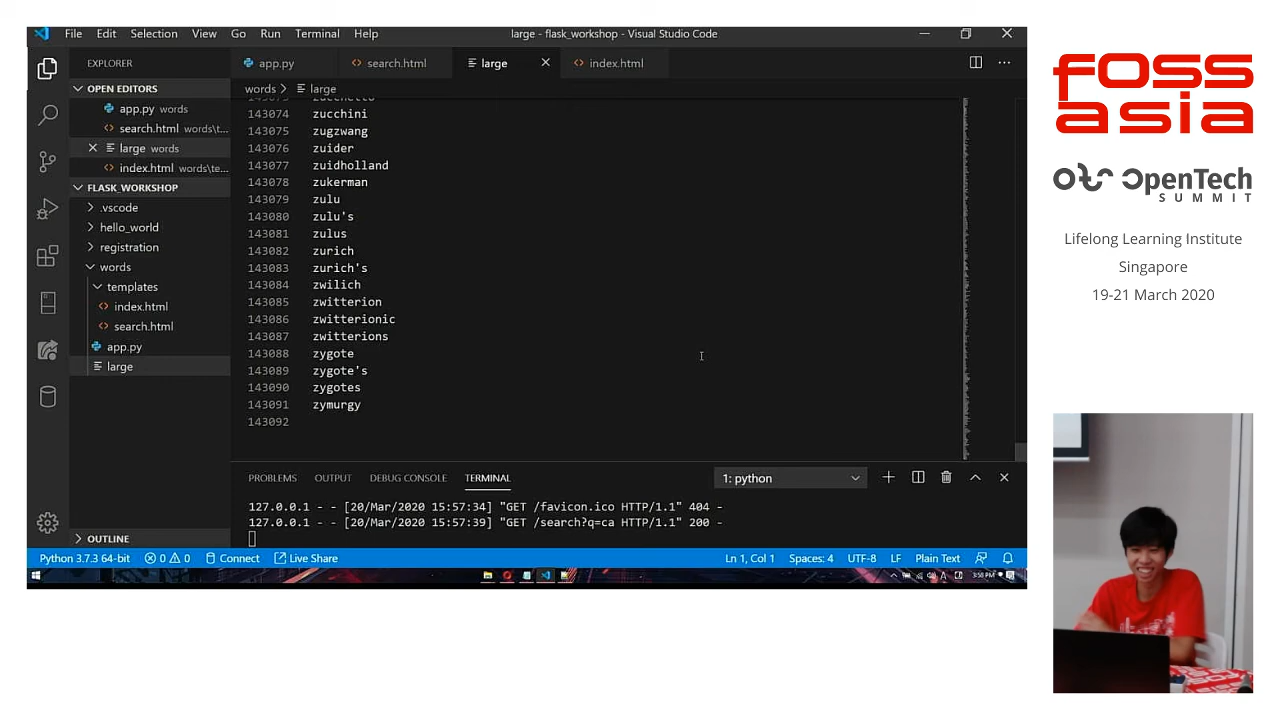 File Edit Selection View Go Run Terminal Help
large - flask_workshop - Visual Studio Code
EXPLORER
app.py
search.html
large
index.html
OPEN EDITORS
words > large
app.py words
search.html words\t...
large words
index.html words\te...
FLASK_WORKSHOP
.vscode
hello_world
registration
words
templates
index.html
search.html
app.py
large
OUTLINE
143074 zucchini
143075 zugzwang
143076 zuider
143077 zuidholland
143078 zukerman
143079 zulu
143080 zulu's
143081 zulus
143082 zurich
143083 zurich's
143084 zwilich
143085 zwitterion
143086 zwitterionic
143087 zwitterions
143088 zygote
143089 zygote's
143090 zygotes
143091 zymurgy
143092
PROBLEMS OUTPUT DEBUG CONSOLE TERMINAL
1: python
127.0.0.1 - - [20/Mar/2020 15:57:34] "GET /favicon.ico HTTP/1.1" 404 -
127.0.0.1 - - [20/Mar/2020 15:57:39] "GET /search?q=ca HTTP/1.1" 200 -
Python 3.7.3 64-bit 0 0 Connect Live Share
Ln 1, Col 1 Spaces: 4 UTF-8 LF Plain Text
FOSS
asia
OpenTech
SUMMIT
Lifelong Learning Institute
Singapore
19-21 March 2020